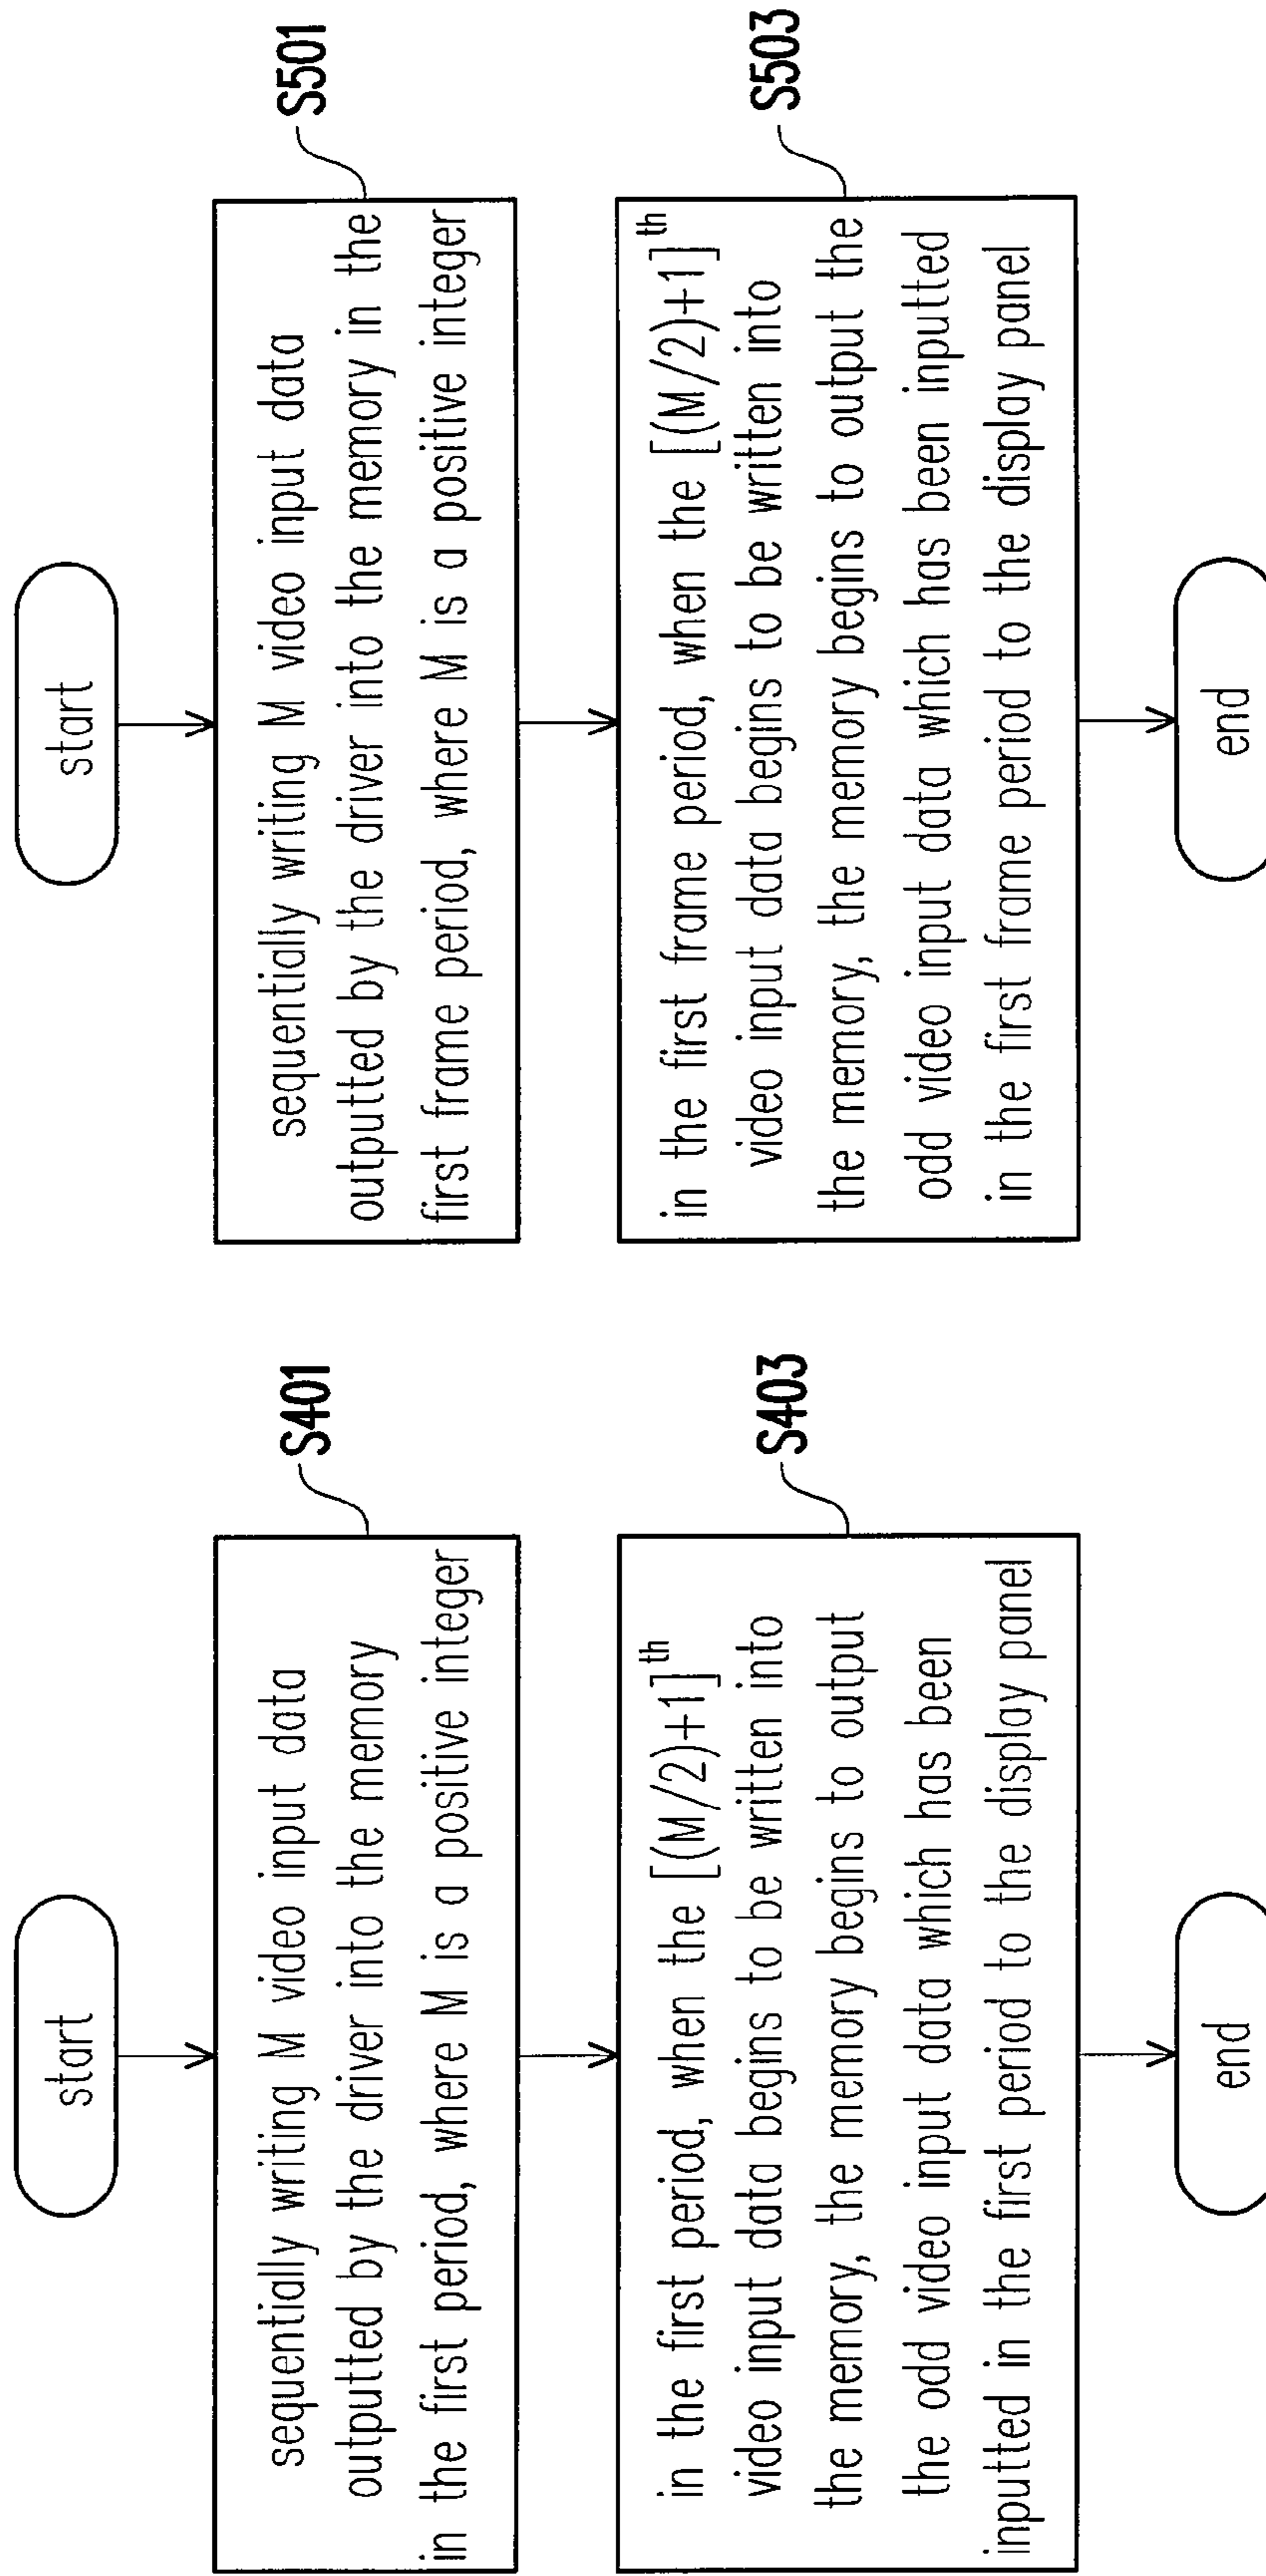 start
sequentially writing M video input data
outputted by the driver into the memory
in the first period, where M is a positive integer
S401
in the first period, when the [(M/2)+1]th
video input data begins to be written into
the memory, the memory begins to output
the odd video input data which has been
inputted in the first period to the display panel
S403
end
start
sequentially writing M video input data
outputted by the driver into the memory in the
first frame period, where M is a positive integer
S501
in the first frame period, when the [(M/2)+1]th
video input data begins to be written into
the memory, the memory begins to output the
odd video input data which has been inputted
in the first frame period to the display panel
S503
end